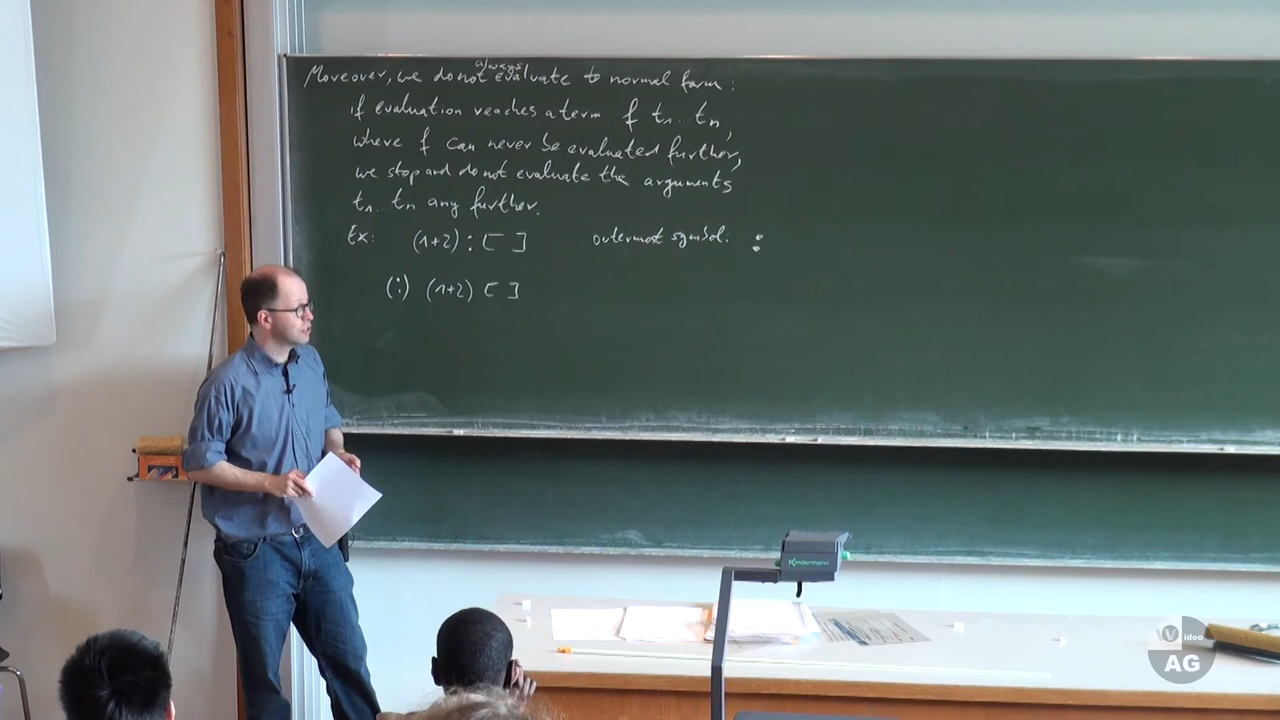 always
Moreover, we do not evaluate to normal form:
if evaluation reaches a term f t1..tn,
where f can never be evaluated further,
we stop and do not evaluate the arguments
t1..tn any further.
Ex: (1+2) : [ ] outermost symbol: :
(:) (1+2) [ ]
Kindermann
Video
AG